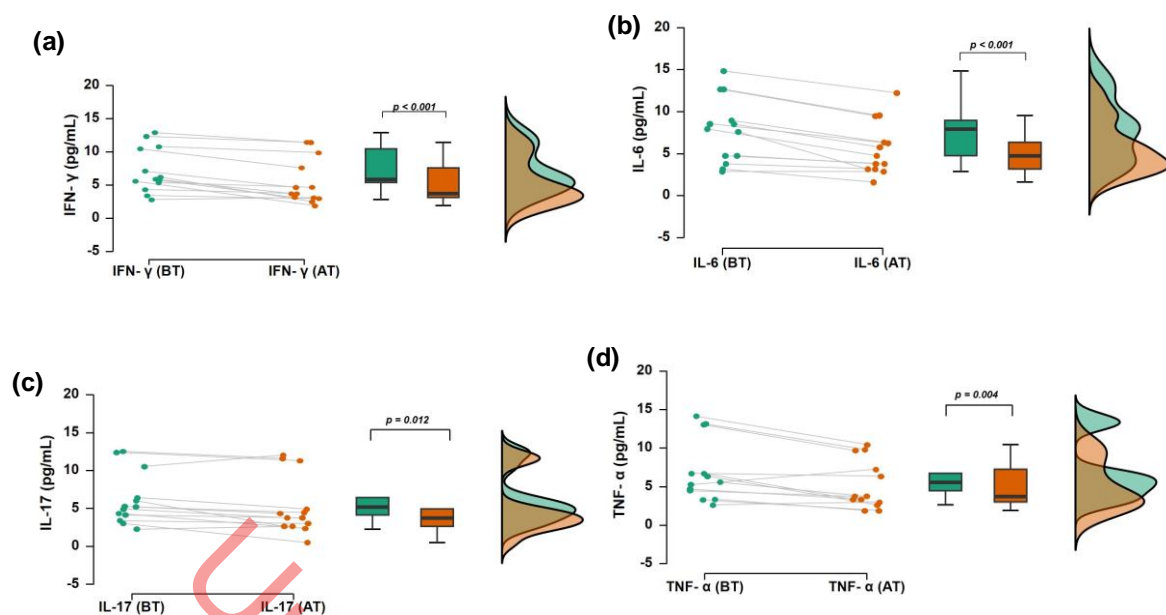 (a)
IFN- γ (pg/mL)
20
15
10
5
0
-5
p < 0.001
IFN- γ (BT)
IFN- γ (AT)
(b)
IL-6 (pg/mL)
20
15
10
5
0
-5
p < 0.001
IL-6 (BT)
IL-6 (AT)
(c)
IL-17 (pg/mL)
20
15
10
5
0
-5
p = 0.012
IL-17 (BT)
IL-17 (AT)
(d)
TNF- α (pg/mL)
20
15
10
5
0
-5
p = 0.004
TNF- α (BT)
TNF- α (AT)